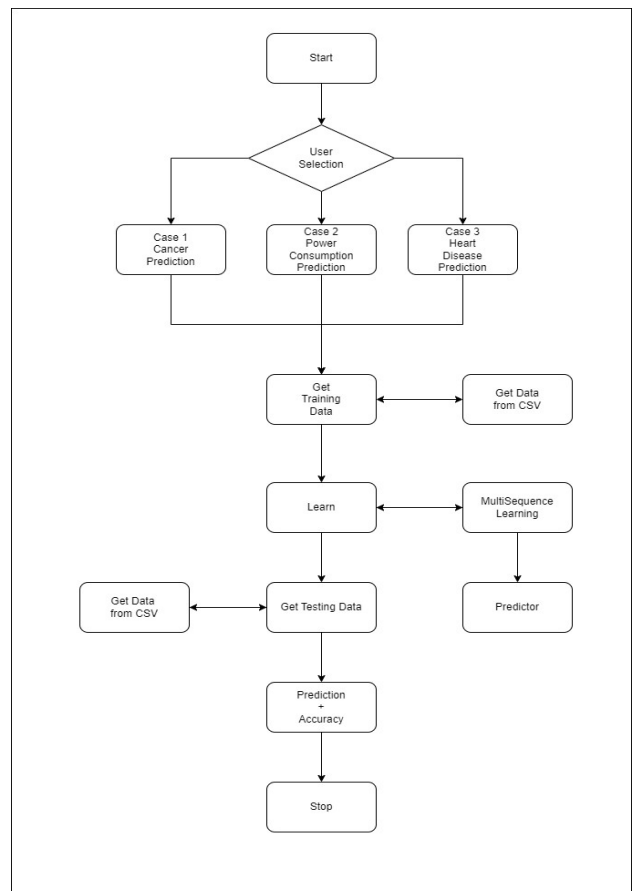 Start
User
Selection
Case 1
Cancer
Prediction
Case 2
Power
Consumption
Prediction
Case 3
Heart
Disease
Prediction
Get
Training
Data
Get Data
from CSV
Learn
MultiSequence
Learning
Get Data
from CSV
Get Testing Data
Predictor
Prediction
+
Accuracy
Stop